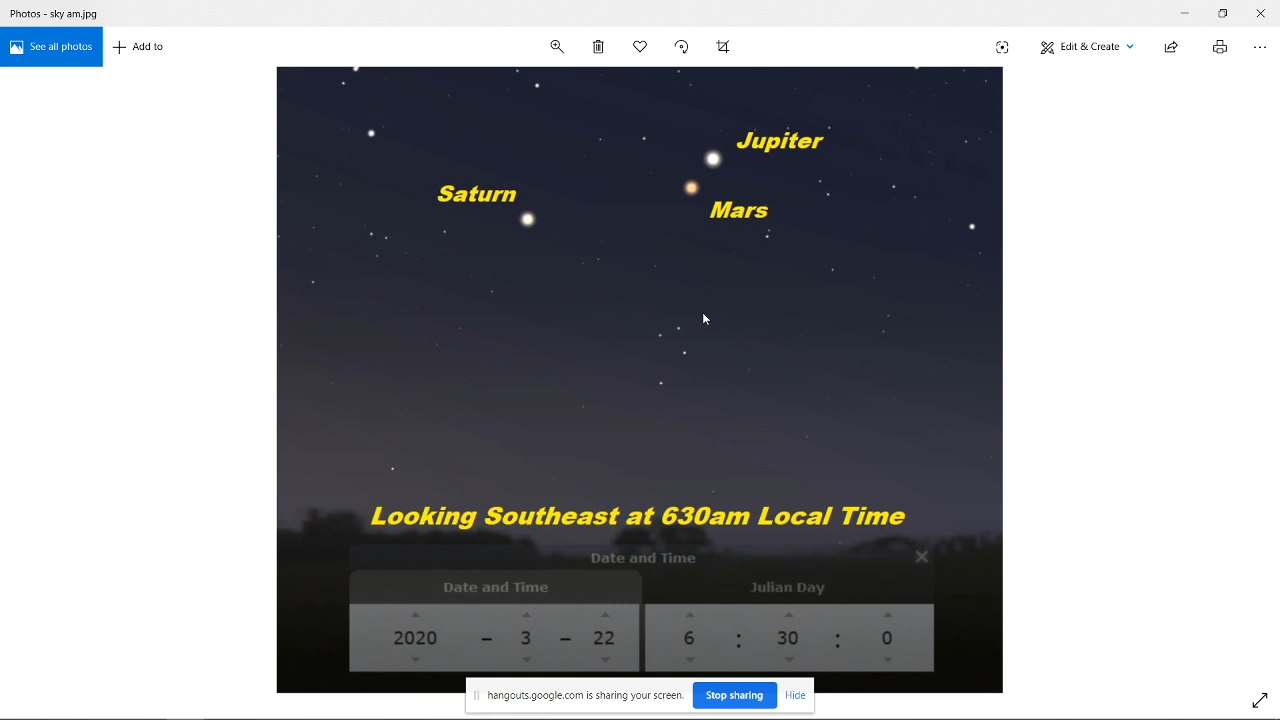 Photos - sky am.jpg
See all photos
Add to
Edit & Create
Jupiter
Saturn
Mars
Looking Southeast at 630am Local Time
Date and Time
Date and Time
Julian Day
2020 - 3 - 22
6 : 30 : 0
hangouts.google.com is sharing your screen.
Stop sharing
Hide